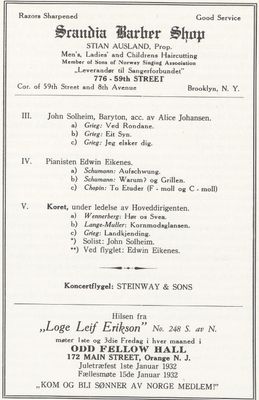 Razors Sharpened Good Service
Scandia Barber Shop
STIAN AUSLAND, Prop.
Men's, Ladies' and Childrens Haircutting
Member of Sons of Norway Singing Association
„Leverandør til Sangerforbundet"
776 - 59th STREET
Cor. of 59th Street and 8th Avenue Brooklyn, N. Y.
III. John Solheim, Baryton, acc. av Alice Johansen.
a) Grieg: Ved Rondane.
b) Grieg: Eit Syn.
c) Grieg: Jeg elsker dig.
IV. Pianisten Edwin Eikenes.
a) Schumann: Aufschwung.
b) Schumann: Warum? og Grillen.
c) Chopin: To Etuder (F - moll og C - moll)
V. Koret, under ledelse av Hoveddirigenten.
a) Wennerberg: Hør os Svea.
b) Lange-Muller: Kornmodsglansen.
c) Grieg: Landkjending.
*) Solist: John Solheim.
**) Ved flyglet: Edwin Eikenes.
Koncertflygel: STEINWAY & SONS
Hilsen fra
„Loge Leif Erikson" No. 248 S. av N.
møter 1ste og 3die Fredag i hver maaned i
ODD FELLOW HALL
172 MAIN STREET, Orange N. J.
Juletræfest 1ste Januar 1932
Fællesmøte 15de Januar 1932
„KOM OG BLI SØNNER AV NORGE MEDLEM!"